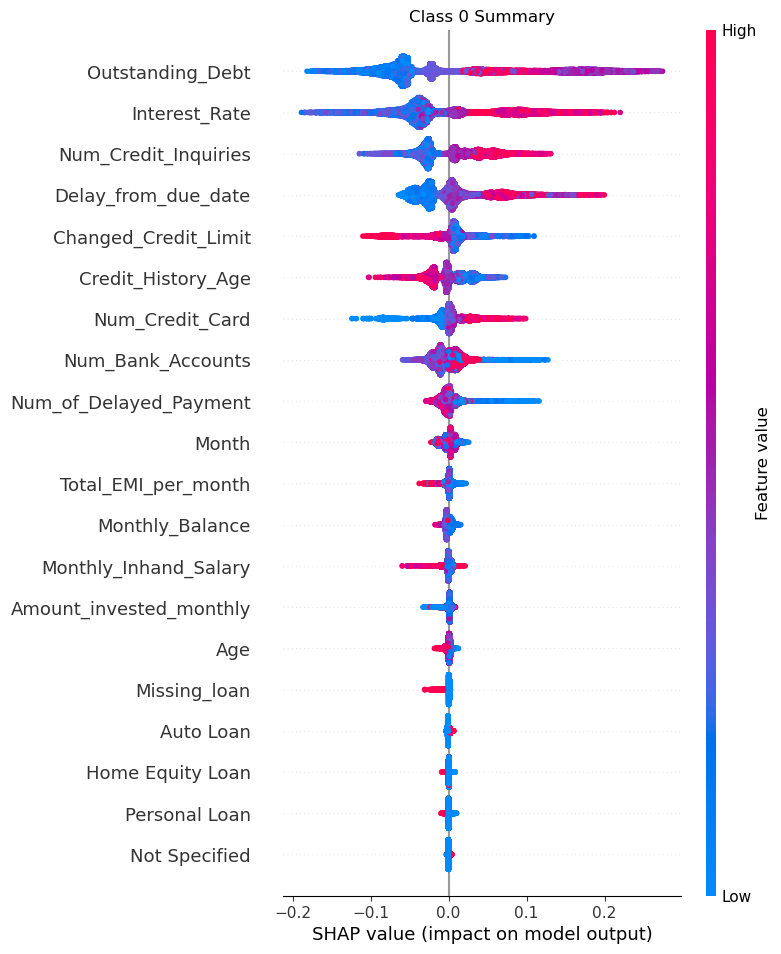 Class 0 Summary
High
Outstanding_Debt
Interest_Rate
Num_Credit_Inquiries
Delay_from_due_date
Changed_Credit_Limit
Credit_History_Age
Num_Credit_Card
Num_Bank_Accounts
Num_of_Delayed_Payment
Month
Total_EMI_per_month
Monthly_Balance
Monthly_Inhand_Salary
Amount_invested_monthly
Age
Missing_loan
Auto Loan
Home Equity Loan
Personal Loan
Not Specified
Feature value
Low
−0.2 −0.1 0.0 0.1 0.2
SHAP value (impact on model output)